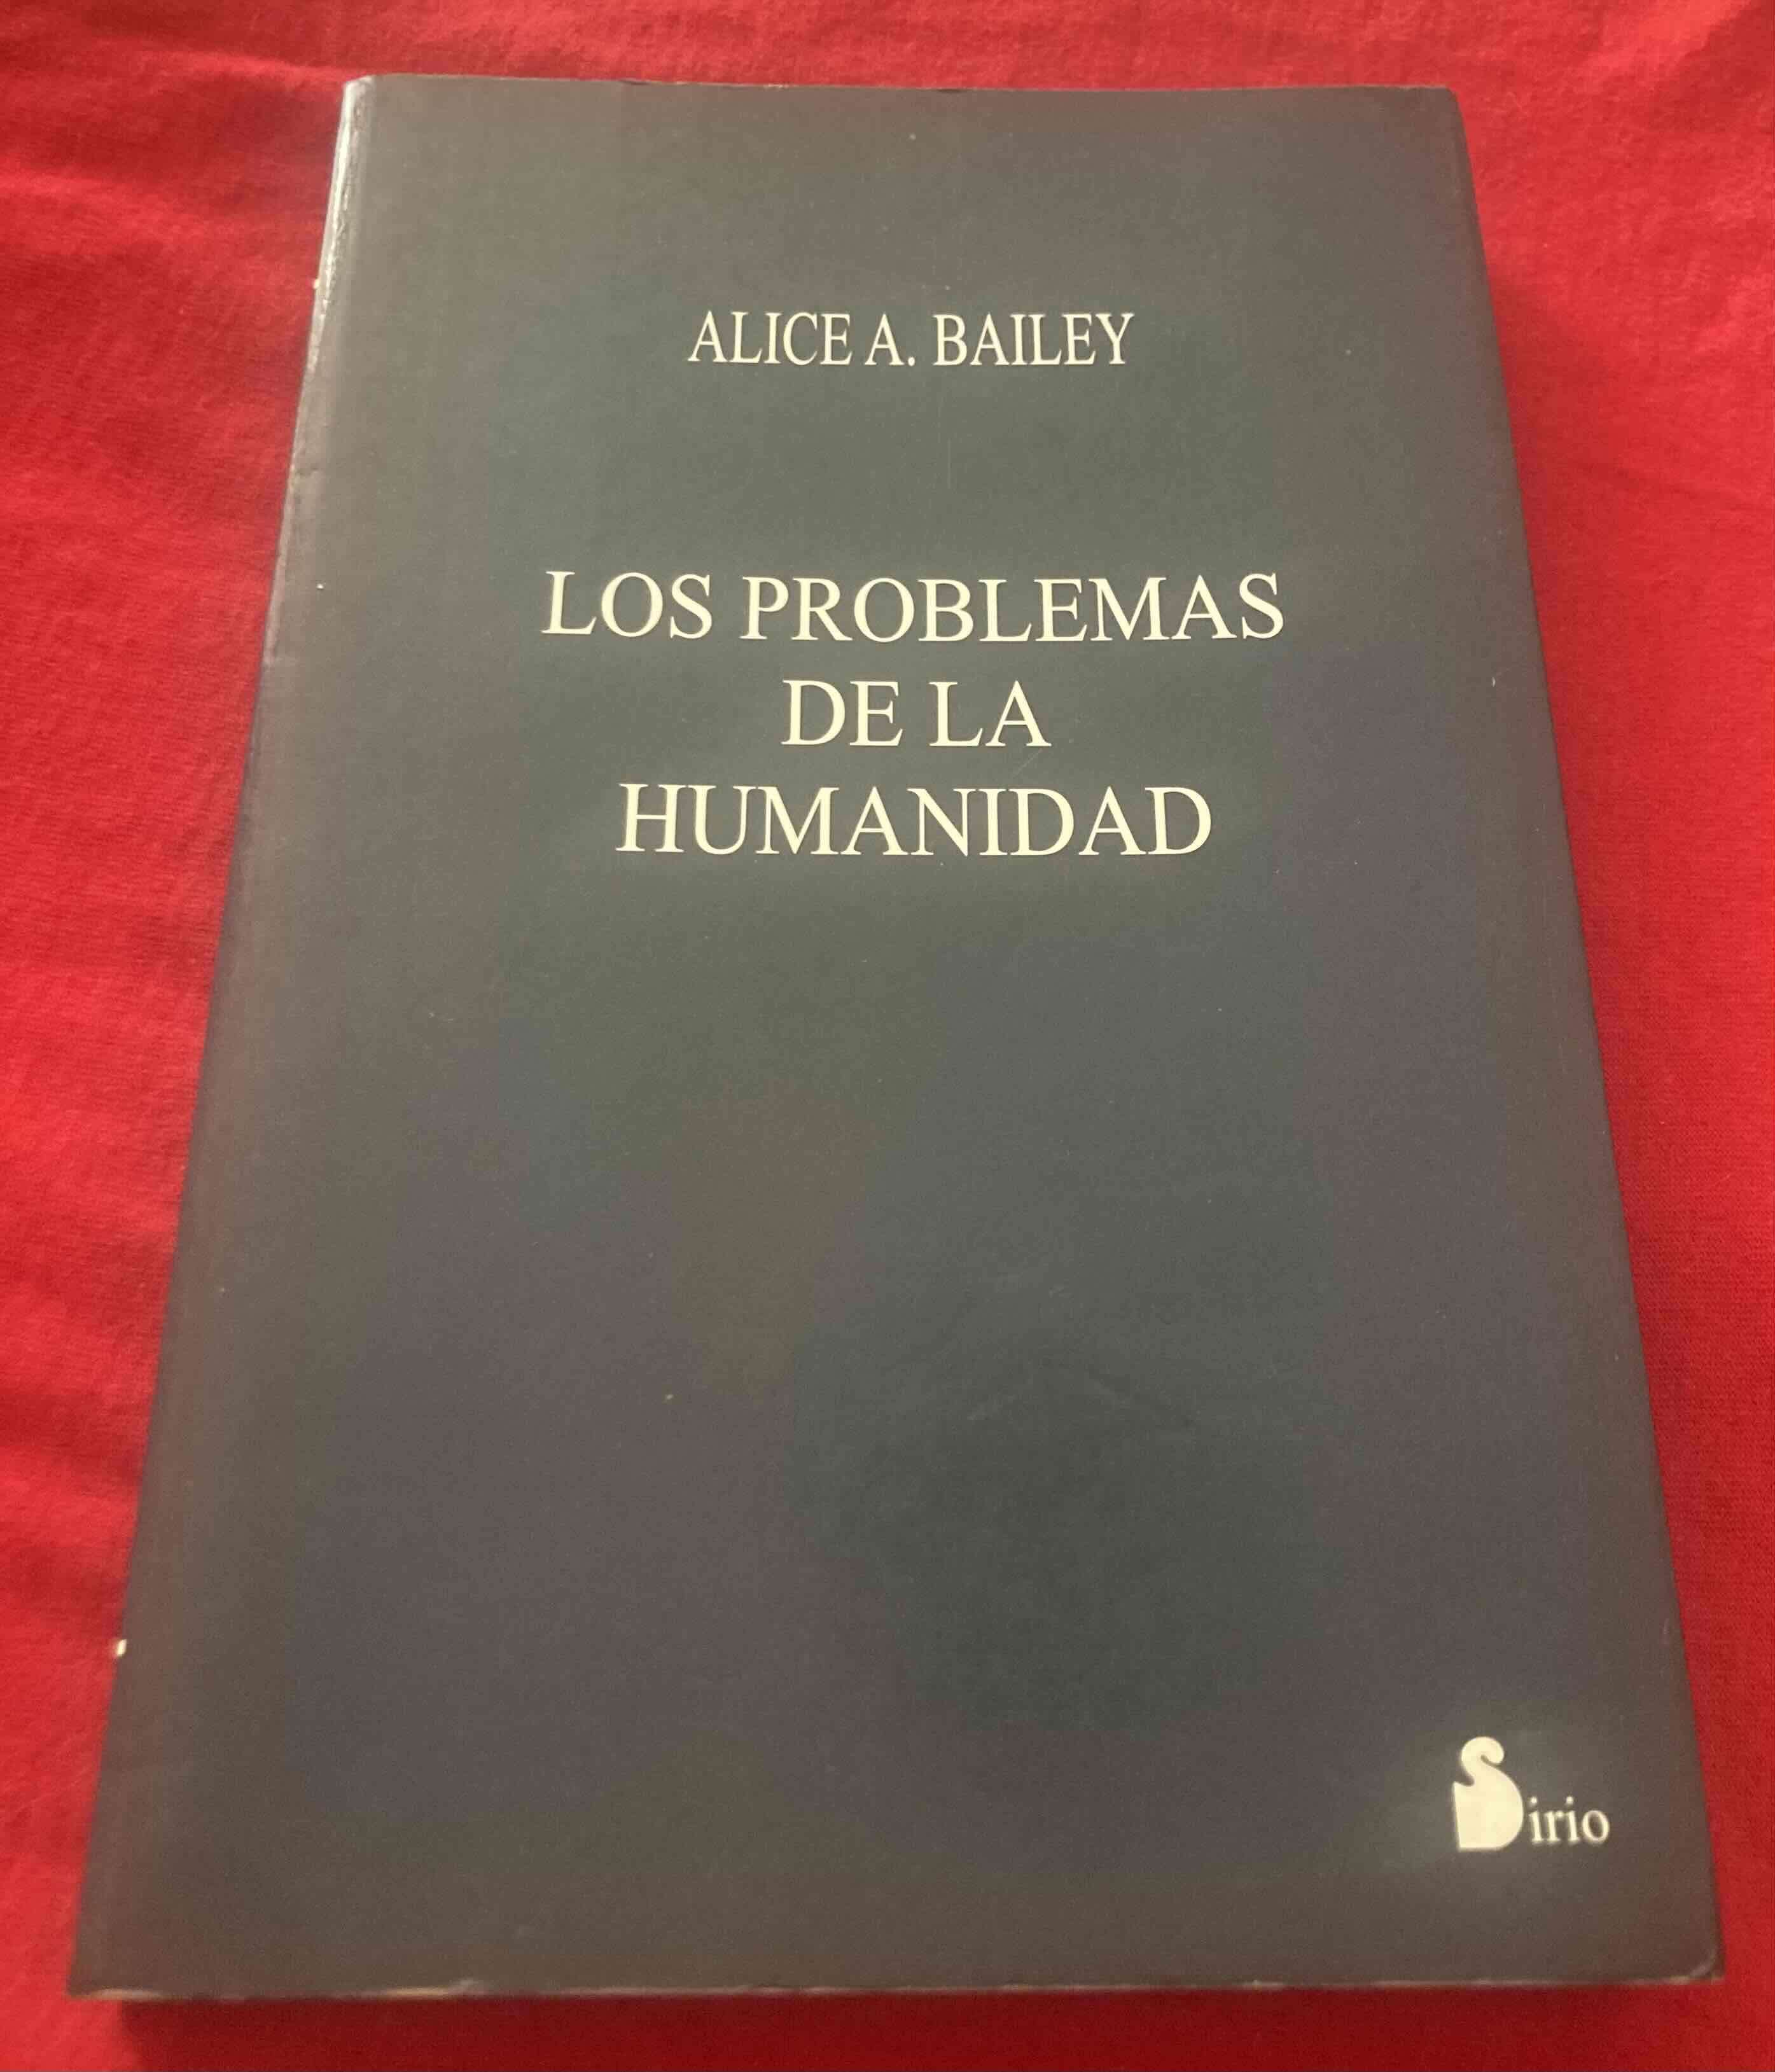 ALICE A. BAILEY
LOS PROBLEMAS
DE LA
HUMANIDAD
Sirio